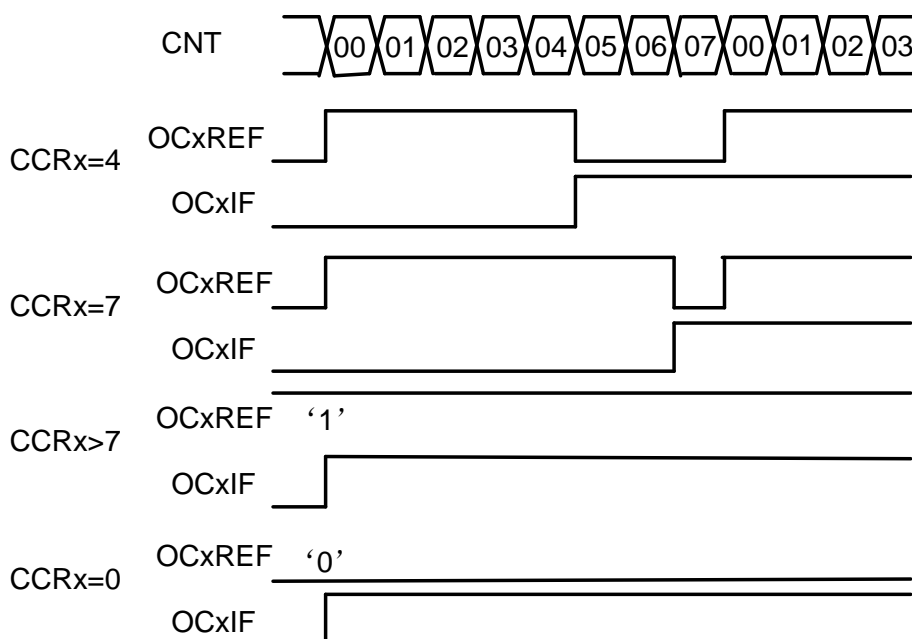 CNT 00 01 02 03 04 05 06 07 00 01 02 03
CCRx=4
OCxREF
OCxIF
CCRx=7
OCxREF
OCxIF
CCRx>7
OCxREF ‘1’
OCxIF
CCRx=0
OCxREF ‘0’
OCxIF